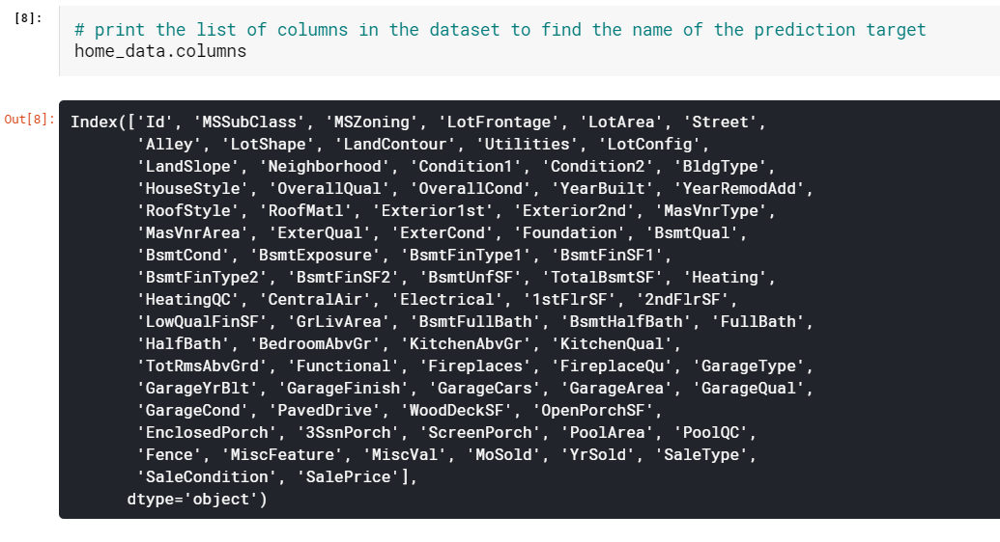 [8]:
# print the list of columns in the dataset to find the name of the prediction target
home_data.columns
Out[8]:
Index(['Id', 'MSSubClass', 'MSZoning', 'LotFrontage', 'LotArea', 'Street',
'Alley', 'LotShape', 'LandContour', 'Utilities', 'LotConfig',
'LandSlope', 'Neighborhood', 'Condition1', 'Condition2', 'BldgType',
'HouseStyle', 'OverallQual', 'OverallCond', 'YearBuilt', 'YearRemodAdd',
'RoofStyle', 'RoofMatl', 'Exterior1st', 'Exterior2nd', 'MasVnrType',
'MasVnrArea', 'ExterQual', 'ExterCond', 'Foundation', 'BsmtQual',
'BsmtCond', 'BsmtExposure', 'BsmtFinType1', 'BsmtFinSF1',
'BsmtFinType2', 'BsmtFinSF2', 'BsmtUnfSF', 'TotalBsmtSF', 'Heating',
'HeatingQC', 'CentralAir', 'Electrical', '1stFlrSF', '2ndFlrSF',
'LowQualFinSF', 'GrLivArea', 'BsmtFullBath', 'BsmtHalfBath', 'FullBath',
'HalfBath', 'BedroomAbvGr', 'KitchenAbvGr', 'KitchenQual',
'TotRmsAbvGrd', 'Functional', 'Fireplaces', 'FireplaceQu', 'GarageType',
'GarageYrBlt', 'GarageFinish', 'GarageCars', 'GarageArea', 'GarageQual',
'GarageCond', 'PavedDrive', 'WoodDeckSF', 'OpenPorchSF',
'EnclosedPorch', '3SsnPorch', 'ScreenPorch', 'PoolArea', 'PoolQC',
'Fence', 'MiscFeature', 'MiscVal', 'MoSold', 'YrSold', 'SaleType',
'SaleCondition', 'SalePrice'],
dtype='object')